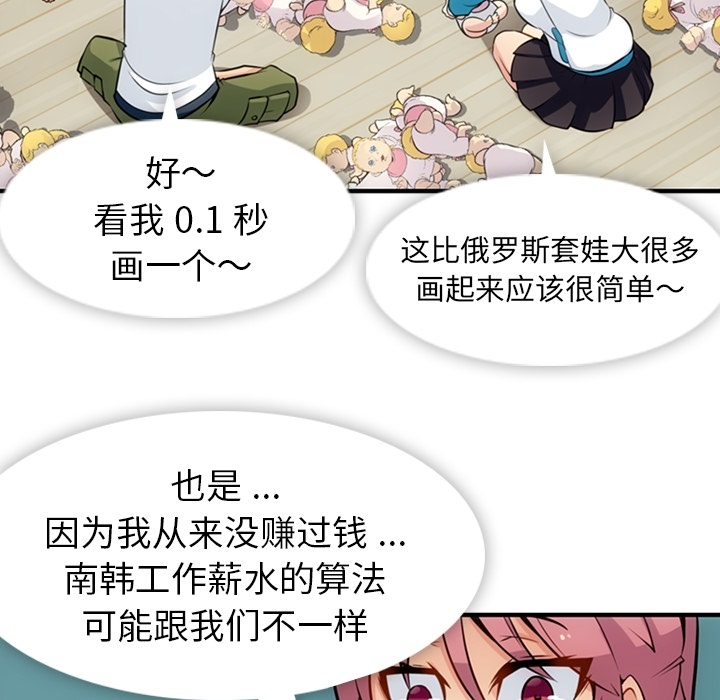 好～
看我 0.1 秒
画一个～
这比俄罗斯套娃大很多
画起来应该很简单～
也是 ...
因为我从来没赚过钱 ...
南韩工作薪水的算法
可能跟我们不一样